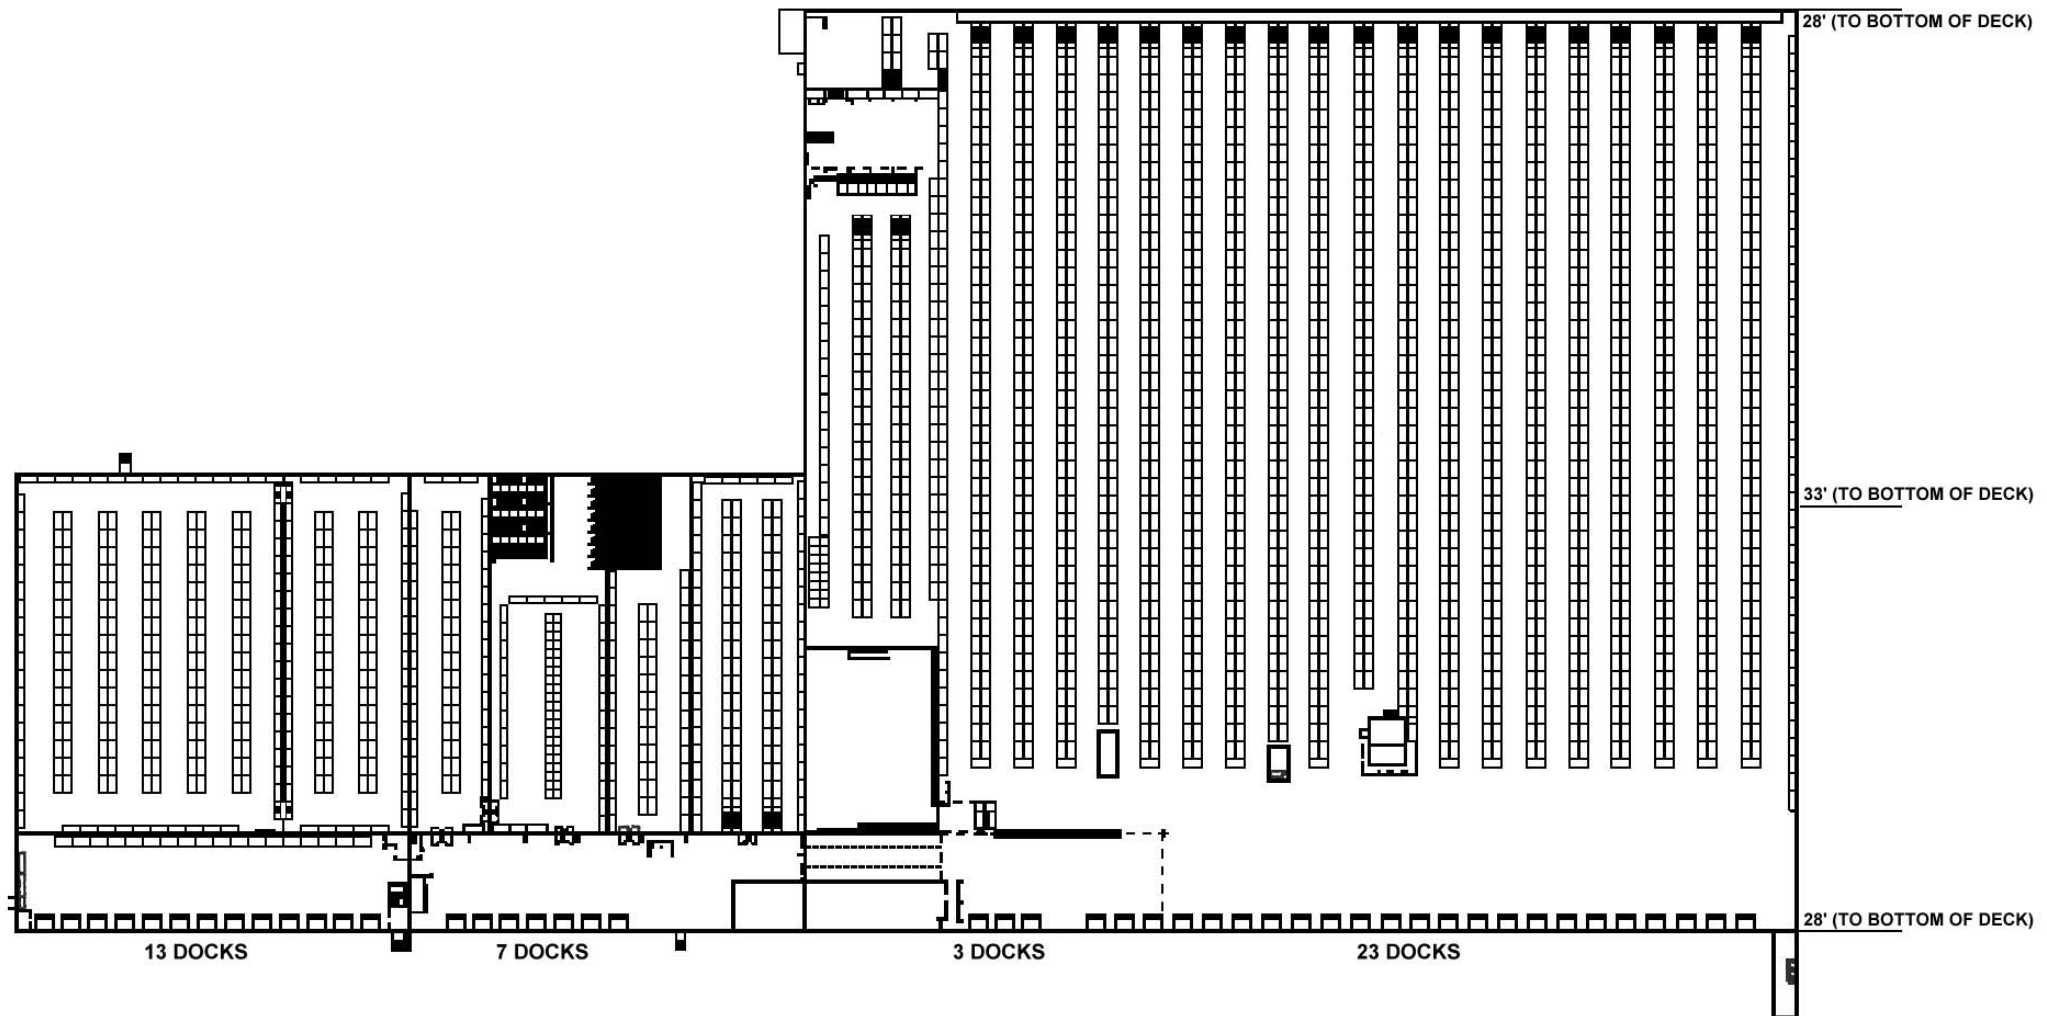 28' (TO BOTTOM OF DECK)
33' (TO BOTTOM OF DECK)
28' (TO BOTTOM OF DECK)
13 DOCKS
7 DOCKS
3 DOCKS
23 DOCKS